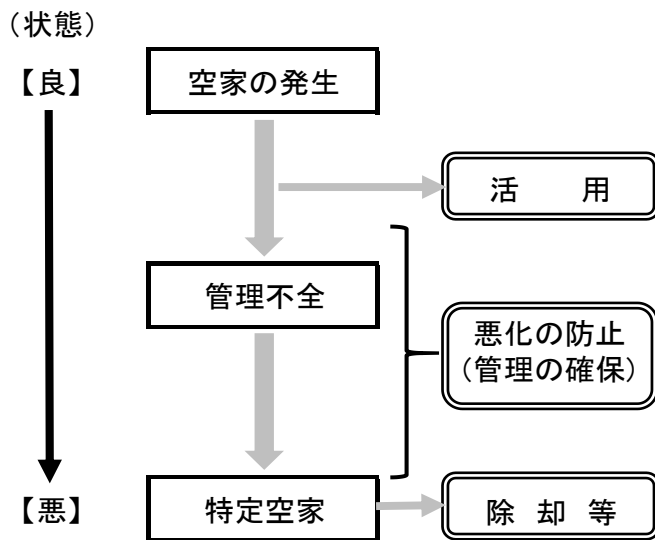 （状態）
【良】
空家の発生
活　　用
管理不全
悪化の防止
（管理の確保）
【悪】
特定空家
除 却 等